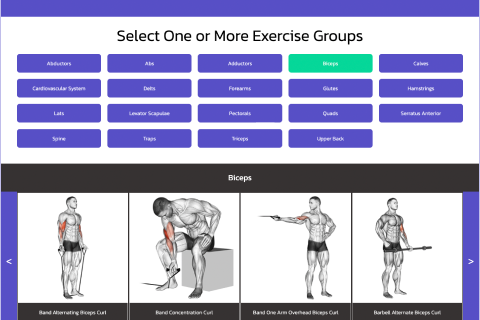 Select One or More Exercise Groups
Abductors Abs Adductors Biceps Calves
Cardiovascular System Delts Forearms Glutes Hamstrings
Lats Levator Scapulae Pectorals Quads Serratus Anterior
Spine Traps Triceps Upper Back
Biceps
< >
Band Alternating Biceps Curl Band Concentration Curl Band One Arm Overhead Biceps Curl Barbell Alternate Biceps Curl